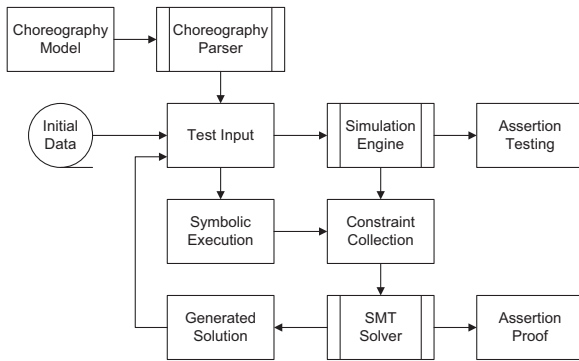 Choreography
Model
Choreography
Parser
Initial
Data
Test Input
Simulation
Engine
Assertion
Testing
Symbolic
Execution
Constraint
Collection
Generated
Solution
SMT
Solver
Assertion
Proof